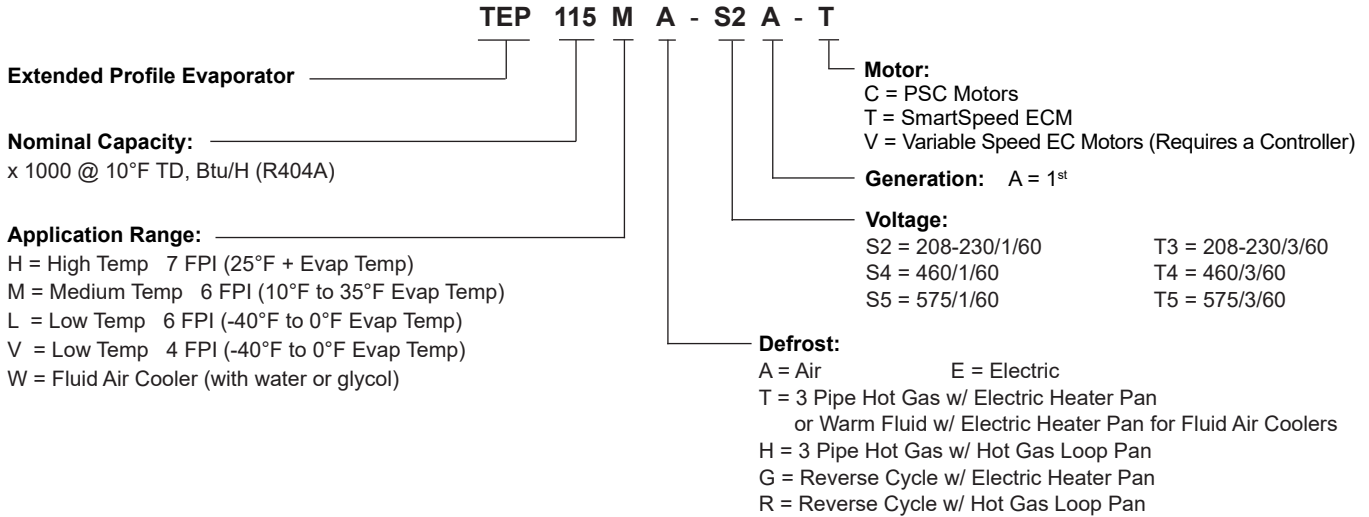 TEP 115 M A - S2 A - T
Extended Profile Evaporator
Nominal Capacity:
x 1000 @ 10°F TD, Btu/H (R404A)
Application Range:
H = High Temp 7 FPI (25°F + Evap Temp)
M = Medium Temp 6 FPI (10°F to 35°F Evap Temp)
L = Low Temp 6 FPI (-40°F to 0°F Evap Temp)
V = Low Temp 4 FPI (-40°F to 0°F Evap Temp)
W = Fluid Air Cooler (with water or glycol)
Motor:
C = PSC Motors
T = SmartSpeed ECM
V = Variable Speed EC Motors (Requires a Controller)
Generation: A = 1st
Voltage:
S2 = 208-230/1/60 T3 = 208-230/3/60
S4 = 460/1/60 T4 = 460/3/60
S5 = 575/1/60 T5 = 575/3/60
Defrost:
A = Air E = Electric
T = 3 Pipe Hot Gas w/ Electric Heater Pan
or Warm Fluid w/ Electric Heater Pan for Fluid Air Coolers
H = 3 Pipe Hot Gas w/ Hot Gas Loop Pan
G = Reverse Cycle w/ Electric Heater Pan
R = Reverse Cycle w/ Hot Gas Loop Pan